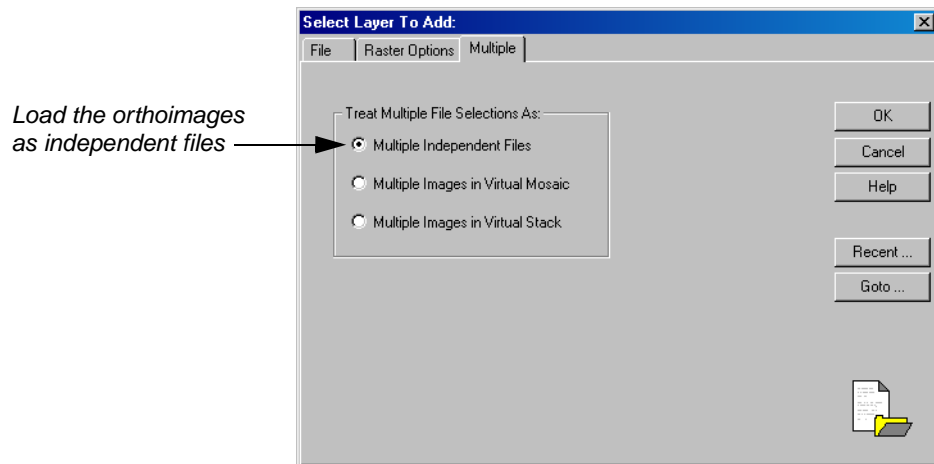 Select Layer To Add:
File Raster Options Multiple
Load the orthoimages
as independent files
Treat Multiple File Selections As:
Multiple Independent Files
Multiple Images in Virtual Mosaic
Multiple Images in Virtual Stack
OK
Cancel
Help
Recent ...
Goto ...